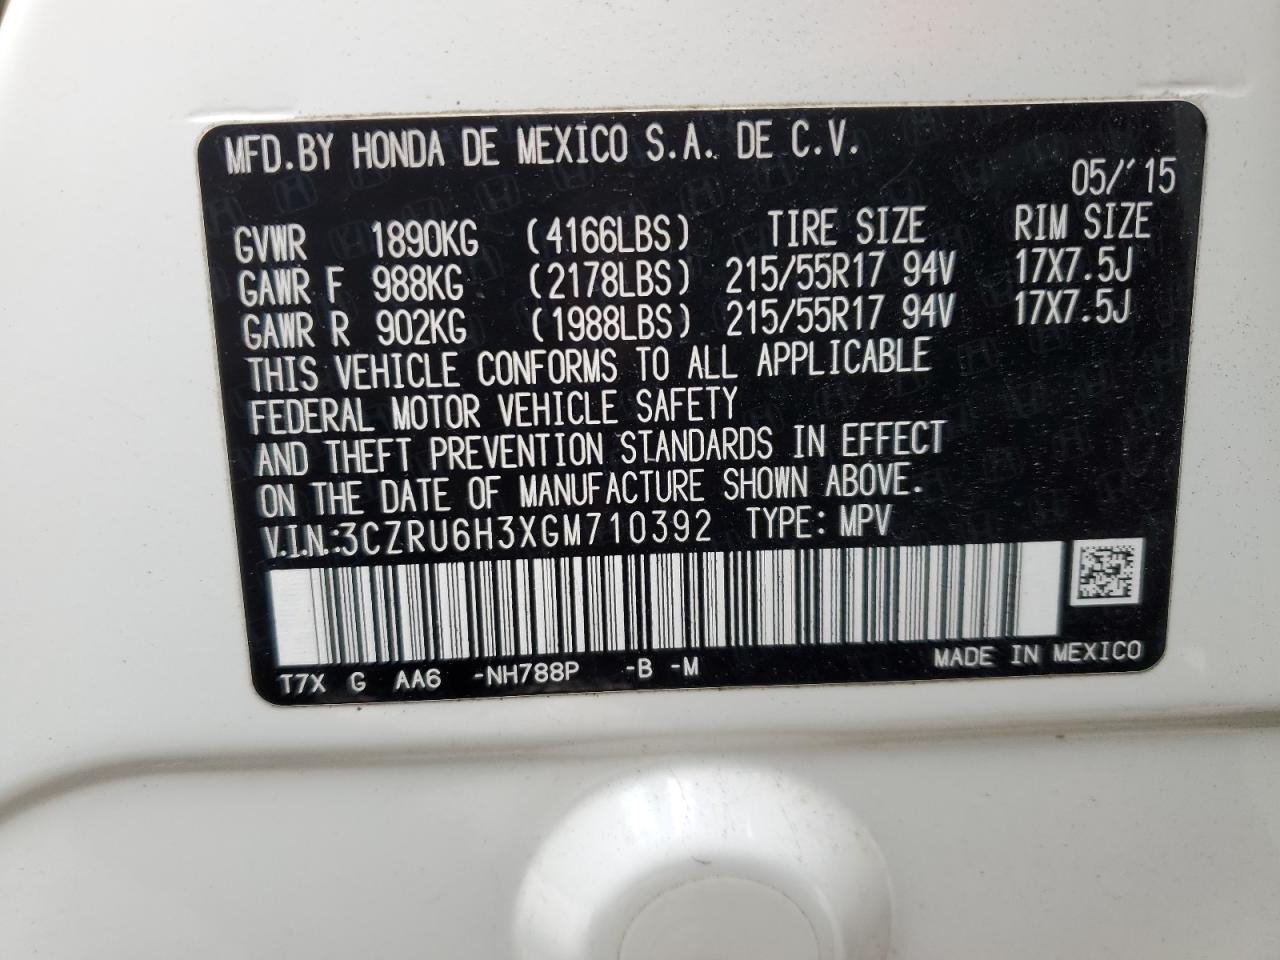 MFD.BY HONDA DE MEXICO S.A. DE C.V.
05/'15
GVWR 1890KG (4166LBS) TIRE SIZE RIM SIZE
GAWR F 988KG (2178LBS) 215/55R17 94V 17X7.5J
GAWR R 902KG (1988LBS) 215/55R17 94V 17X7.5J
THIS VEHICLE CONFORMS TO ALL APPLICABLE
FEDERAL MOTOR VEHICLE SAFETY
AND THEFT PREVENTION STANDARDS IN EFFECT
ON THE DATE OF MANUFACTURE SHOWN ABOVE.
V.I.N.:3CZRU6H3XGM710392 TYPE: MPV
T7X G AA6 -NH788P -B -M MADE IN MEXICO